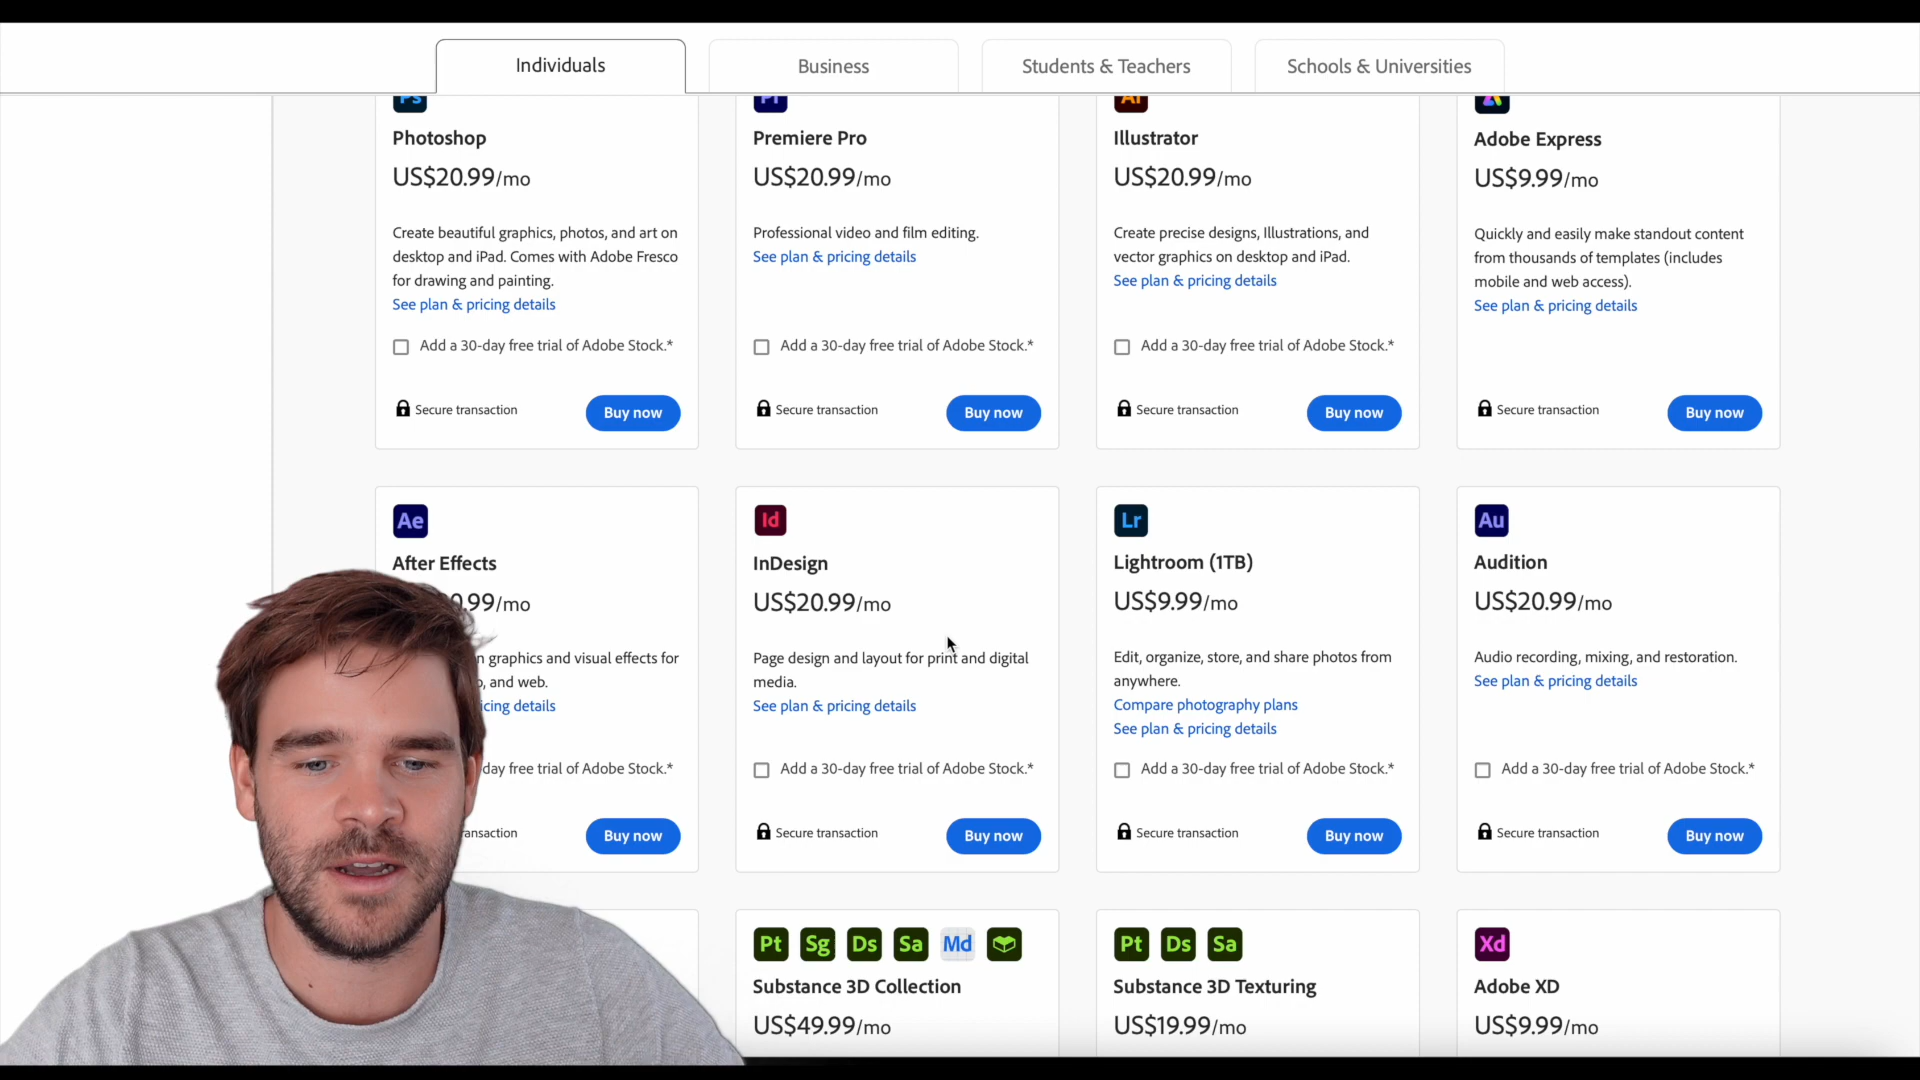 Individuals
Business
Students & Teachers
Schools & Universities
Ps
Photoshop
US$20.99/mo
Create beautiful graphics, photos, and art on
desktop and iPad. Comes with Adobe Fresco
for drawing and painting.
See plan & pricing details
Add a 30-day free trial of Adobe Stock.*
Secure transaction
Buy now
Pr
Premiere Pro
US$20.99/mo
Professional video and film editing.
See plan & pricing details
Add a 30-day free trial of Adobe Stock.*
Secure transaction
Buy now
Ai
Illustrator
US$20.99/mo
Create precise designs, Illustrations, and
vector graphics on desktop and iPad.
See plan & pricing details
Add a 30-day free trial of Adobe Stock.*
Secure transaction
Buy now
Adobe Express
US$9.99/mo
Quickly and easily make standout content
from thousands of templates (includes
mobile and web access).
See plan & pricing details
Secure transaction
Buy now
Ae
After Effects
0.99/mo
n graphics and visual effects for
, and web.
icing details
day free trial of Adobe Stock.*
ansaction
Buy now
Id
InDesign
US$20.99/mo
Page design and layout for print and digital
media.
See plan & pricing details
Add a 30-day free trial of Adobe Stock.*
Secure transaction
Buy now
Lr
Lightroom (1TB)
US$9.99/mo
Edit, organize, store, and share photos from
anywhere.
Compare photography plans
See plan & pricing details
Add a 30-day free trial of Adobe Stock.*
Secure transaction
Buy now
Au
Audition
US$20.99/mo
Audio recording, mixing, and restoration.
See plan & pricing details
Add a 30-day free trial of Adobe Stock.*
Secure transaction
Buy now
Pt Sg Ds Sa Md
Substance 3D Collection
US$49.99/mo
Pt Ds Sa
Substance 3D Texturing
US$19.99/mo
Xd
Adobe XD
US$9.99/mo